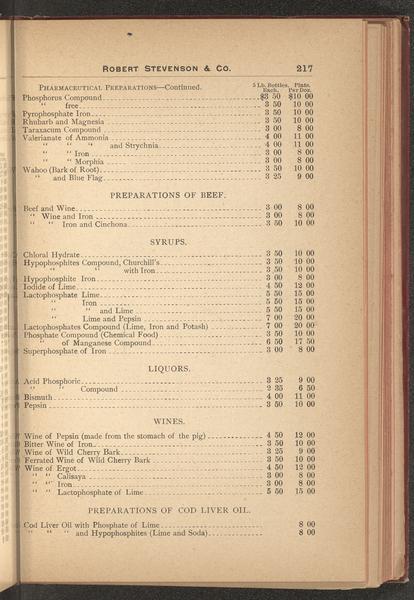 ROBERT STEVENSON & CO. 217
PHARMACEUTICAL PREPARATIONS—Continued. 5 Lb. Bottles, Each. Pints, Per Doz.
Phosphorus Compound $3 50 $10 00
" free 3 50 10 00
Pyrophosphate Iron 3 50 10 00
Rhubarb and Magnesia 3 50 10 00
Taraxacum Compound 3 00 8 00
Valerianate of Ammonia 4 00 11 00
" " " and Strychnia 4 00 11 00
" " Iron 3 00 8 00
" " Morphia 3 00 8 00
Wahoo (Bark of Root) 3 50 10 00
" and Blue Flag 3 25 9 00
PREPARATIONS OF BEEF.
Beef and Wine 3 00 8 00
" Wine and Iron 3 00 8 00
" " Iron and Cinchona 3 50 10 00
SYRUPS.
Chloral Hydrate 3 50 10 00
Hypophosphites Compound, Churchill's 3 50 10 00
" " with Iron 3 50 10 00
Hypophosphite Iron 3 00 8 00
Iodide of Lime 4 50 12 00
Lactophosphate Lime 5 50 15 00
" Iron 5 50 15 00
" " and Lime 5 50 15 00
" Lime and Pepsin 7 00 20 00
Lactophosphates Compound (Lime, Iron and Potash) 7 00 20 00
Phosphate Compound (Chemical Food) 3 50 10 00
" of Manganese Compound 6 50 17 50
Superphosphate of Iron 3 00 8 00
LIQUORS.
Acid Phosphoric 3 25 9 00
" " Compound 2 35 6 50
Bismuth 4 00 11 00
Pepsin 3 50 10 00
WINES.
Wine of Pepsin (made from the stomach of the pig) 4 50 12 00
Bitter Wine of Iron 3 50 10 00
Wine of Wild Cherry Bark 3 25 9 00
Ferrated Wine of Wild Cherry Bark 3 50 10 00
Wine of Ergot 4 50 12 00
" " Calisaya 3 00 8 00
" " Iron 3 00 8 00
" " Lactophosphate of Lime 5 50 15 00
PREPARATIONS OF COD LIVER OIL.
Cod Liver Oil with Phosphate of Lime 8 00
" " " and Hypophosphites (Lime and Soda) 8 00